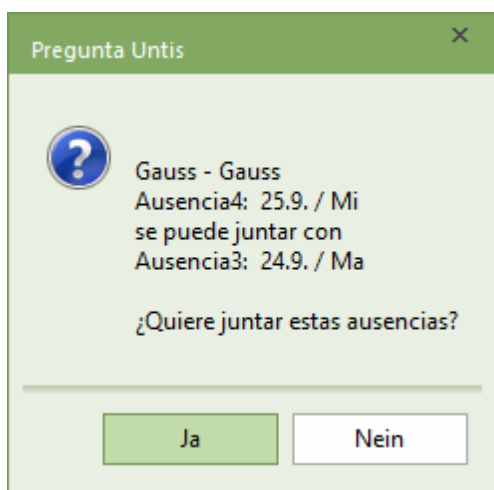 Pregunta Untis
Gauss - Gauss
Ausencia4:  25.9. / Mi
se puede juntar con
Ausencia3:  24.9. / Ma
¿Quiere juntar estas ausencias?
Ja
Nein